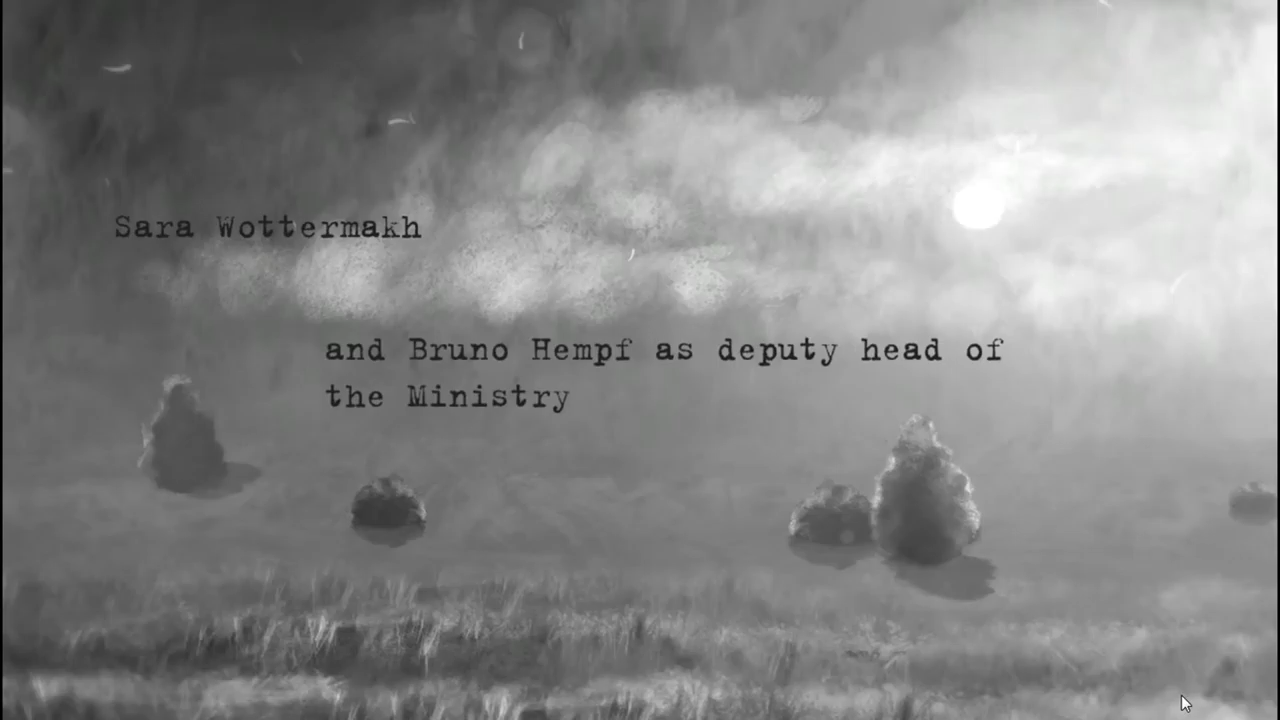 Sara Wottermakh
and Bruno Hempf as deputy head of
the Ministry